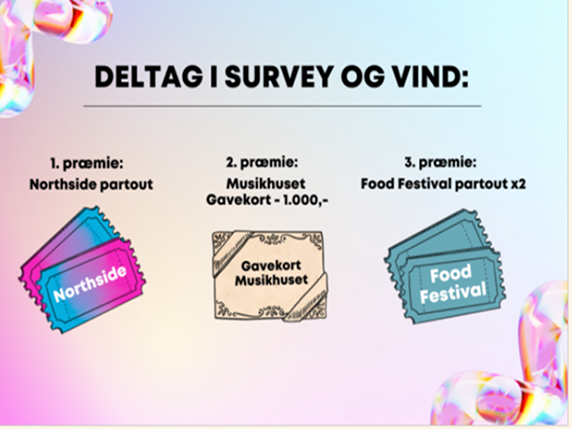 DELTAG I SURVEY OG VIND:
1. præmie:
Northside partout
Northside
2. præmie:
Musikhuset
Gavekort - 1.000,-
Gavekort
Musikhuset
3. præmie:
Food Festival partout x2
Food
Festival